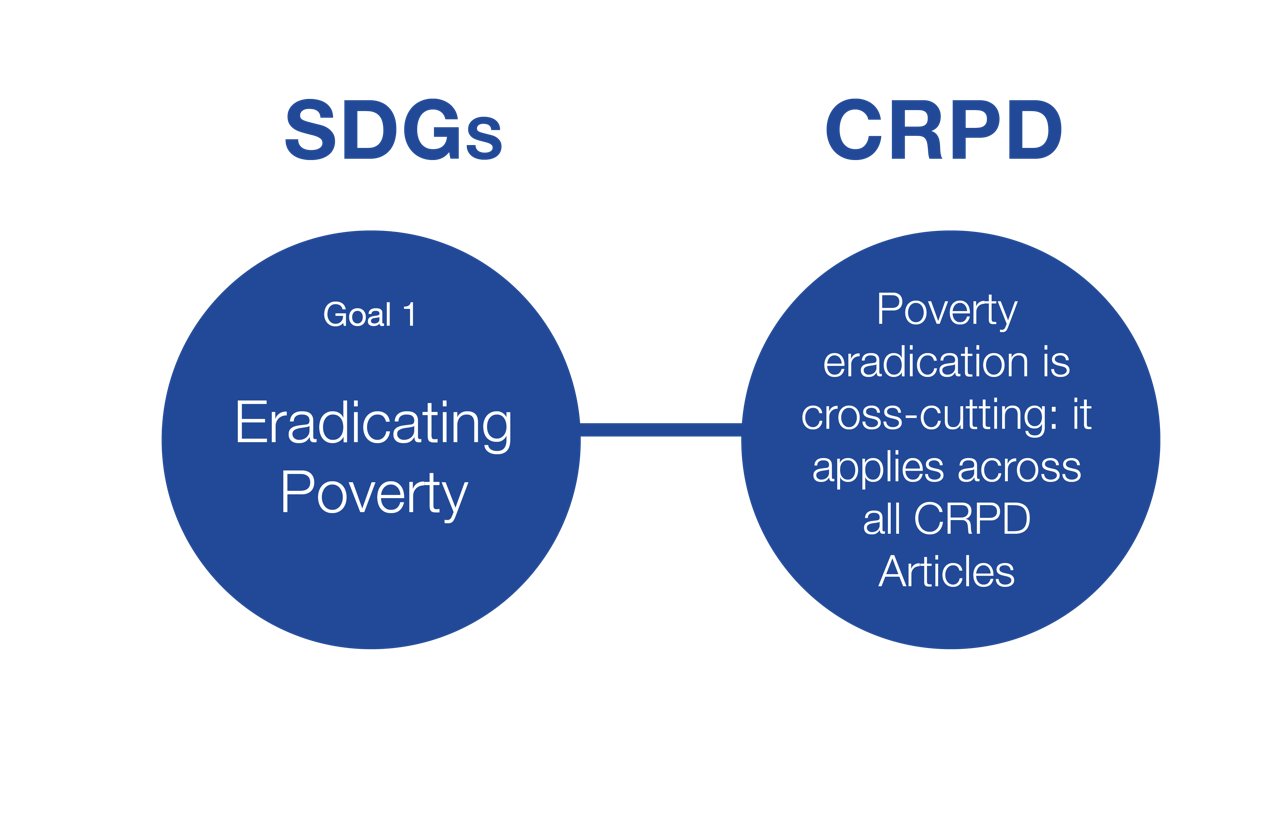 SDGs
CRPD
Goal 1
Eradicating
Poverty
Poverty
eradication is
cross-cutting: it
applies across
all CRPD
Articles